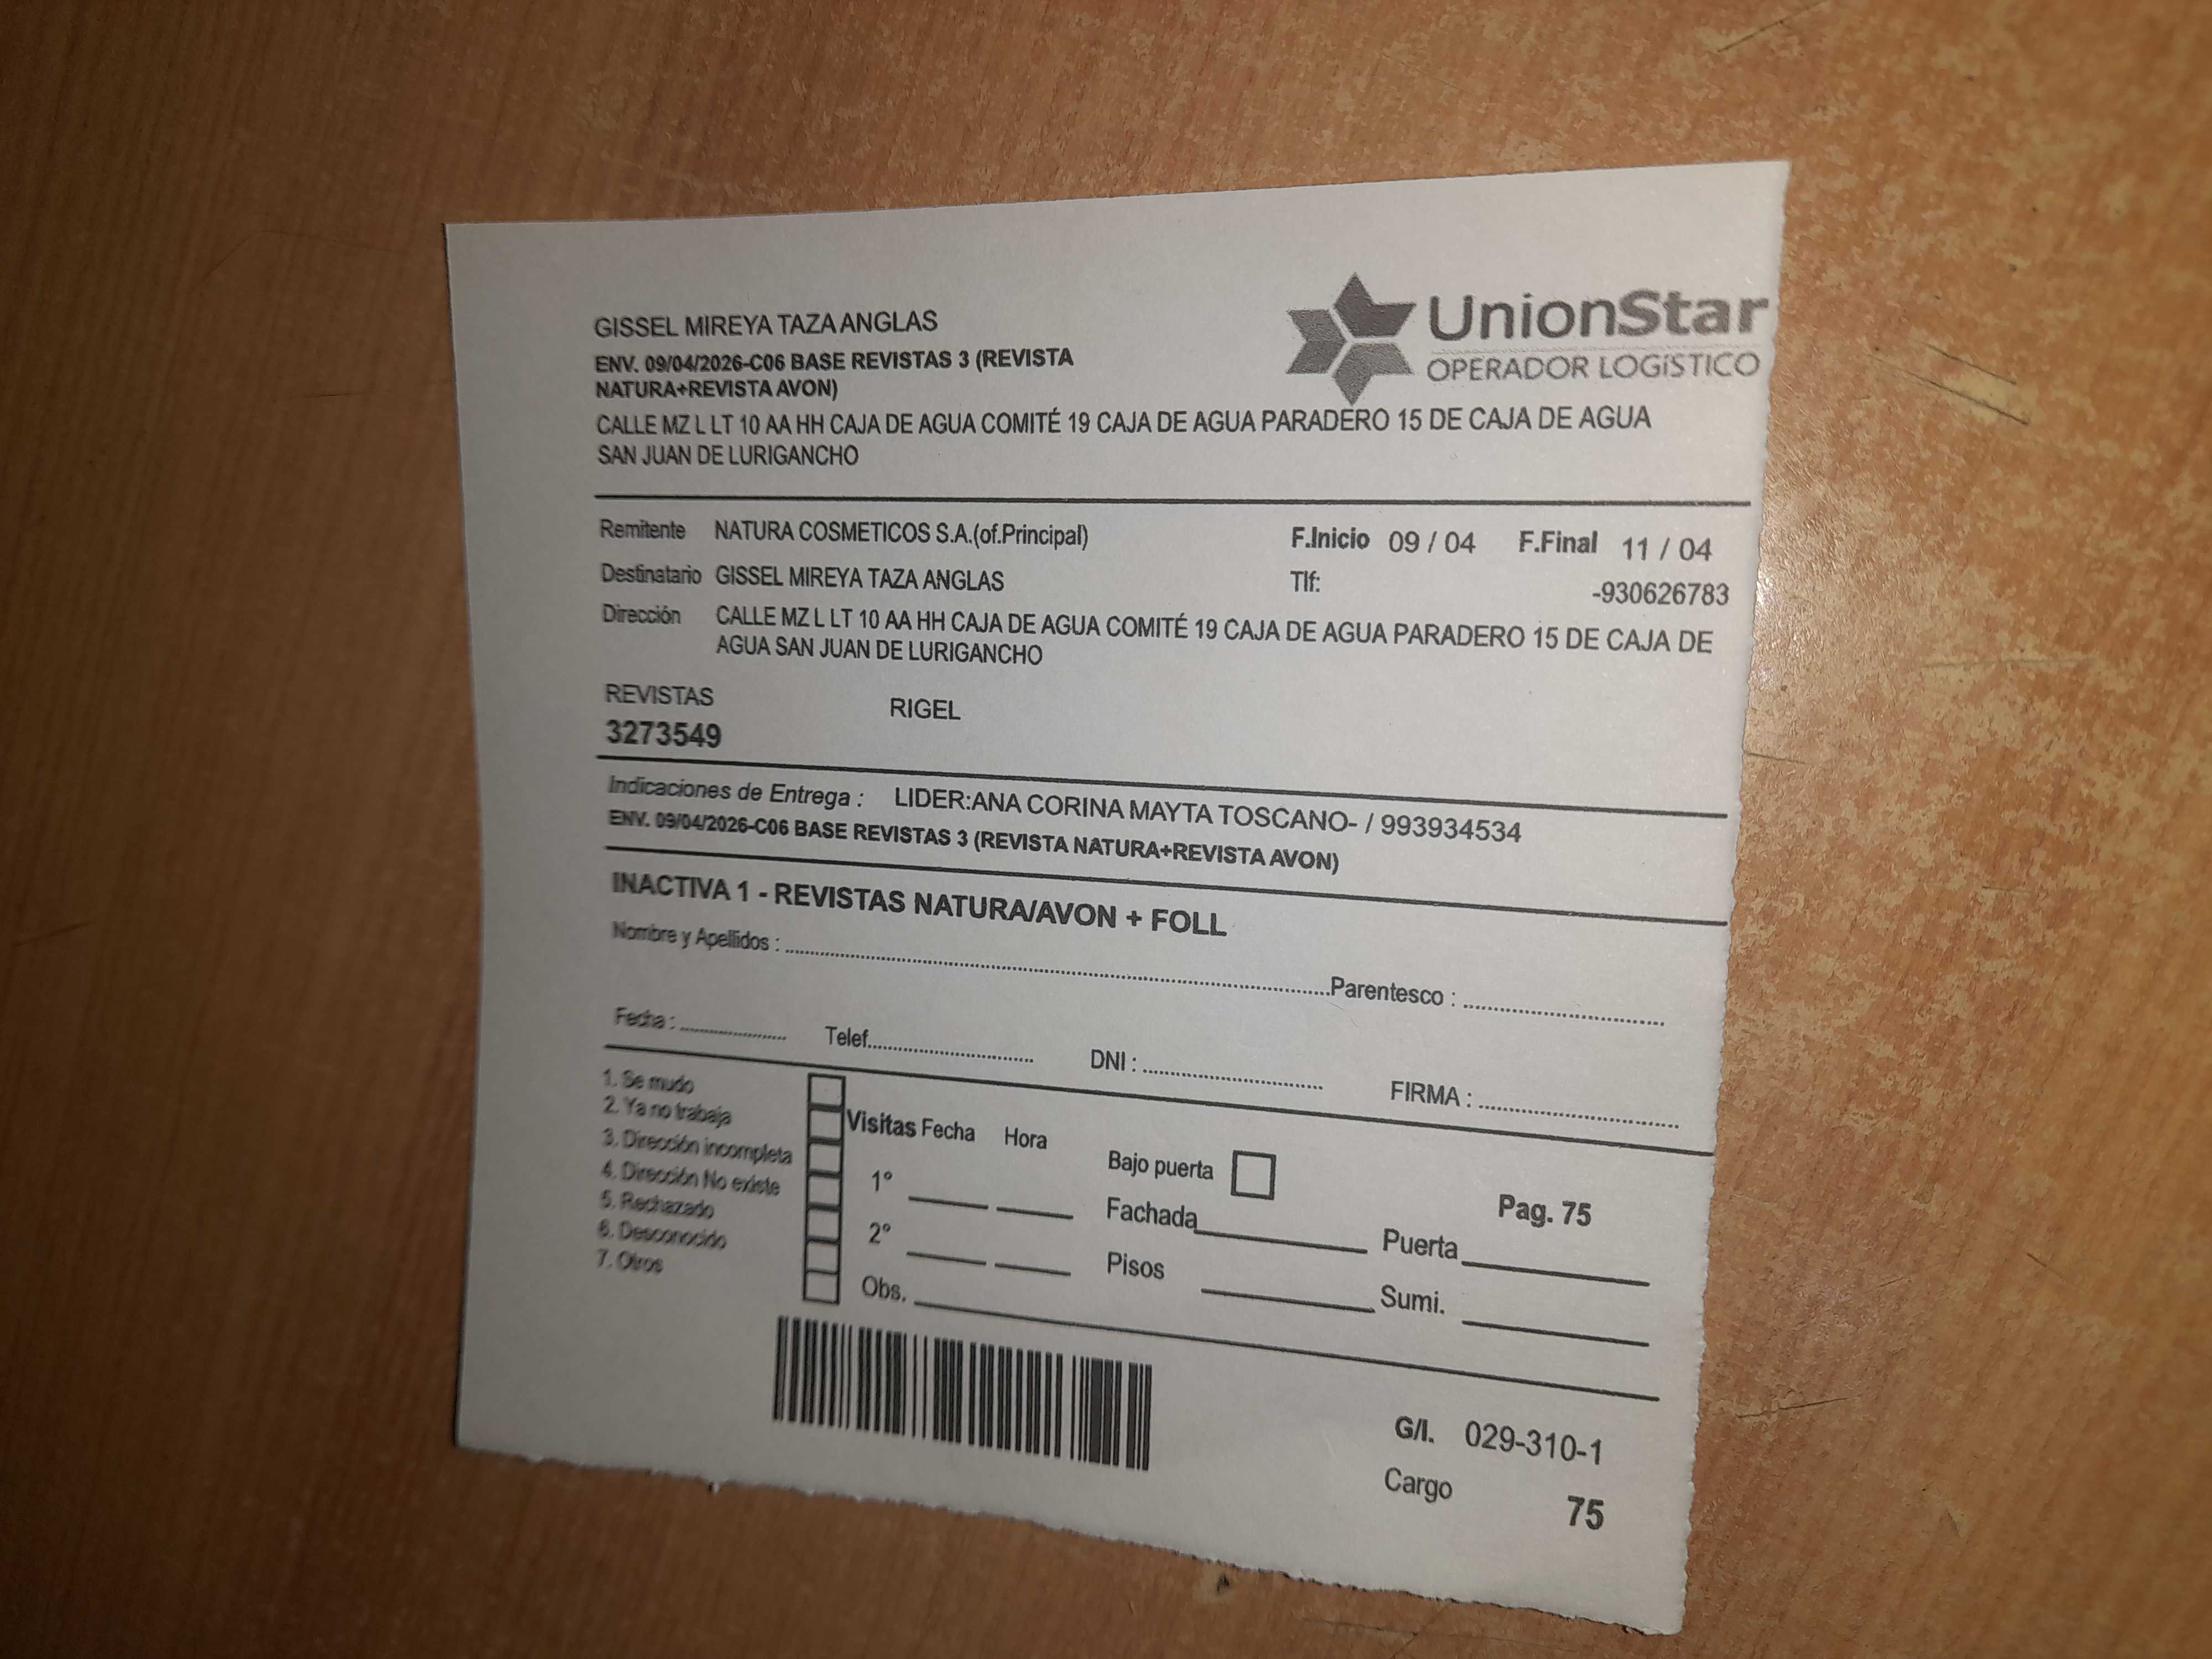 GISSEL MIREYA TAZA ANGLAS
ENV. 09/04/2026-C06 BASE REVISTAS 3 (REVISTA
NATURA+REVISTA AVON)
UnionStar
OPERADOR LOGÍSTICO
CALLE MZ L LT 10 AA HH CAJA DE AGUA COMITÉ 19 CAJA DE AGUA PARADERO 15 DE CAJA DE AGUA
SAN JUAN DE LURIGANCHO
Remitente NATURA COSMETICOS S.A.(of.Principal) F.Inicio 09 / 04 F.Final 11 / 04
Destinatario GISSEL MIREYA TAZA ANGLAS Tlf: -930626783
Dirección CALLE MZ L LT 10 AA HH CAJA DE AGUA COMITÉ 19 CAJA DE AGUA PARADERO 15 DE CAJA DE
AGUA SAN JUAN DE LURIGANCHO
REVISTAS RIGEL
3273549
Indicaciones de Entrega : LIDER:ANA CORINA MAYTA TOSCANO- / 993934534
ENV. 09/04/2026-C06 BASE REVISTAS 3 (REVISTA NATURA+REVISTA AVON)
INACTIVA 1 - REVISTAS NATURA/AVON + FOLL
Nombre y Apellidos : Parentesco :
Fecha : Telef. DNI : FIRMA :
1. Se mudo
2. Ya no trabaja
3. Dirección incompleta
4. Dirección No existe
5. Rechazado
6. Desconocido
7. Otros
Visitas Fecha Hora
1°
2°
Obs.
Bajo puerta
Fachada
Pisos
Pag. 75
Puerta
Sumi.
G/I. 029-310-1
Cargo 75